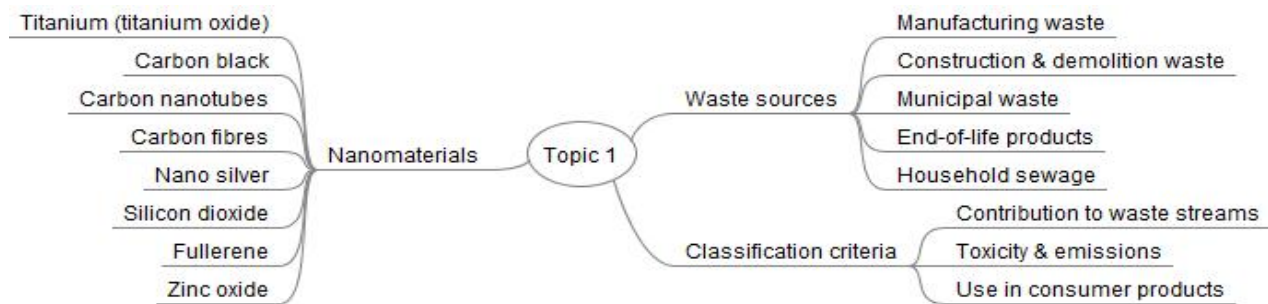 Titanium (titanium oxide)
Carbon black
Carbon nanotubes
Carbon fibres
Nano silver
Silicon dioxide
Fullerene
Zinc oxide
Nanomaterials
Topic 1
Waste sources
Manufacturing waste
Construction & demolition waste
Municipal waste
End-of-life products
Household sewage
Classification criteria
Contribution to waste streams
Toxicity & emissions
Use in consumer products